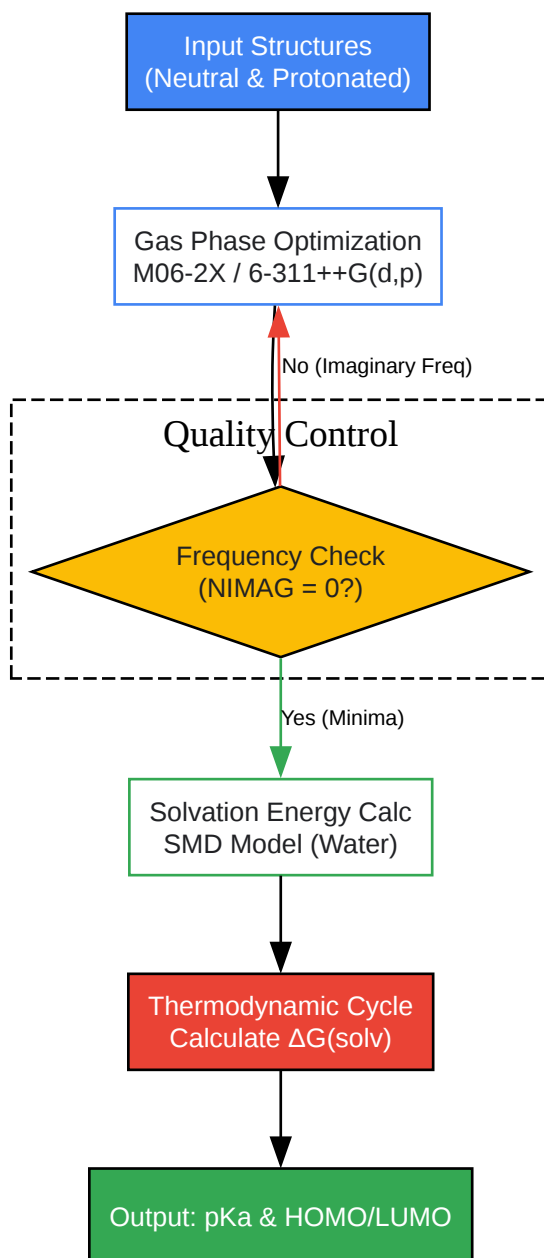 Input Structures
(Neutral & Protonated)
Gas Phase Optimization
M06-2X / 6-311++G(d,p)
No (Imaginary Freq)
Quality Control
Frequency Check
(NIMAG = 0?)
Yes (Minima)
Solvation Energy Calc
SMD Model (Water)
Thermodynamic Cycle
Calculate ΔG(solv)
Output: pKa & HOMO/LUMO